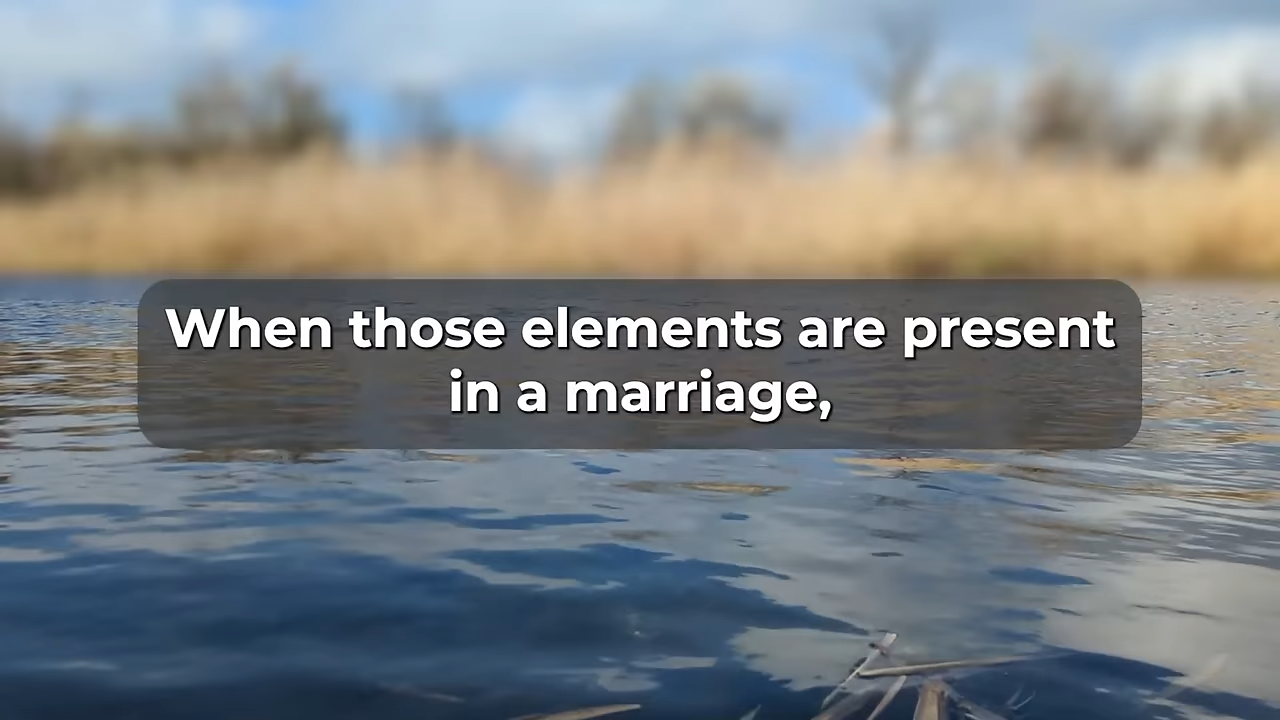 When those elements are present
in a marriage,